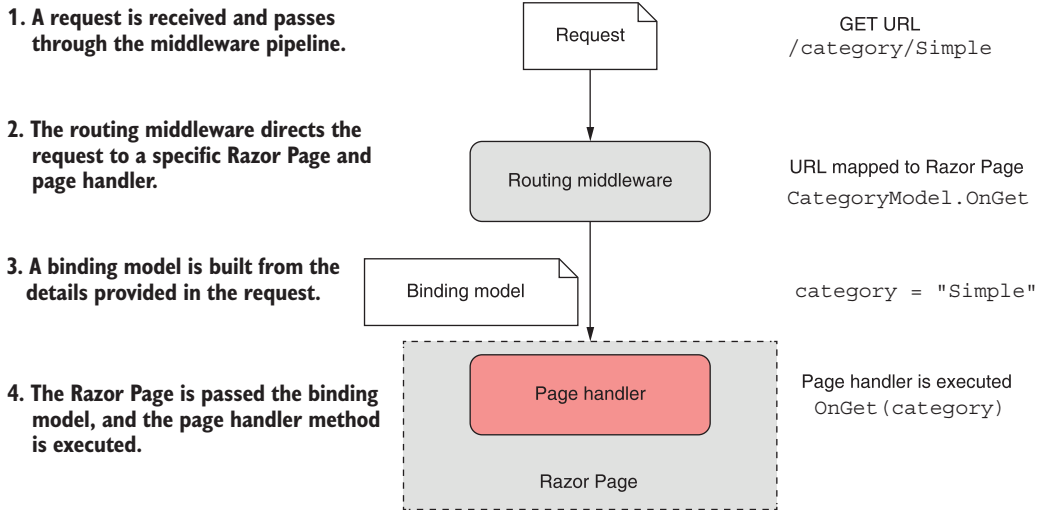 1. A request is received and passes
through the middleware pipeline.
Request
GET URL
/category/Simple
2. The routing middleware directs the
request to a specific Razor Page and
page handler.
Routing middleware
URL mapped to Razor Page
CategoryModel.OnGet
3. A binding model is built from the
details provided in the request.
Binding model
category = "Simple"
4. The Razor Page is passed the binding
model, and the page handler method
is executed.
Page handler
Page handler is executed
OnGet(category)
Razor Page